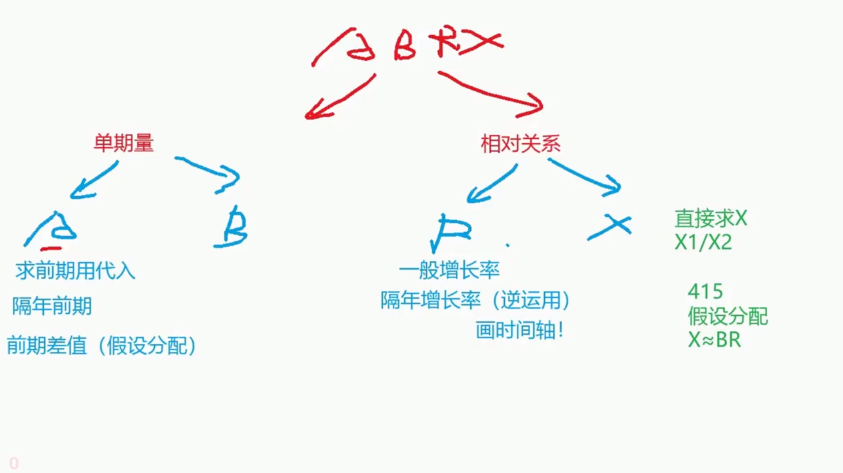 A B R X
单期量
相对关系
A
B
R
X
求前期用代入
隔年前期
前期差值（假设分配）
一般增长率
隔年增长率（逆运用）
画时间轴！
直接求X
X1/X2
415
假设分配
X≈BR
0